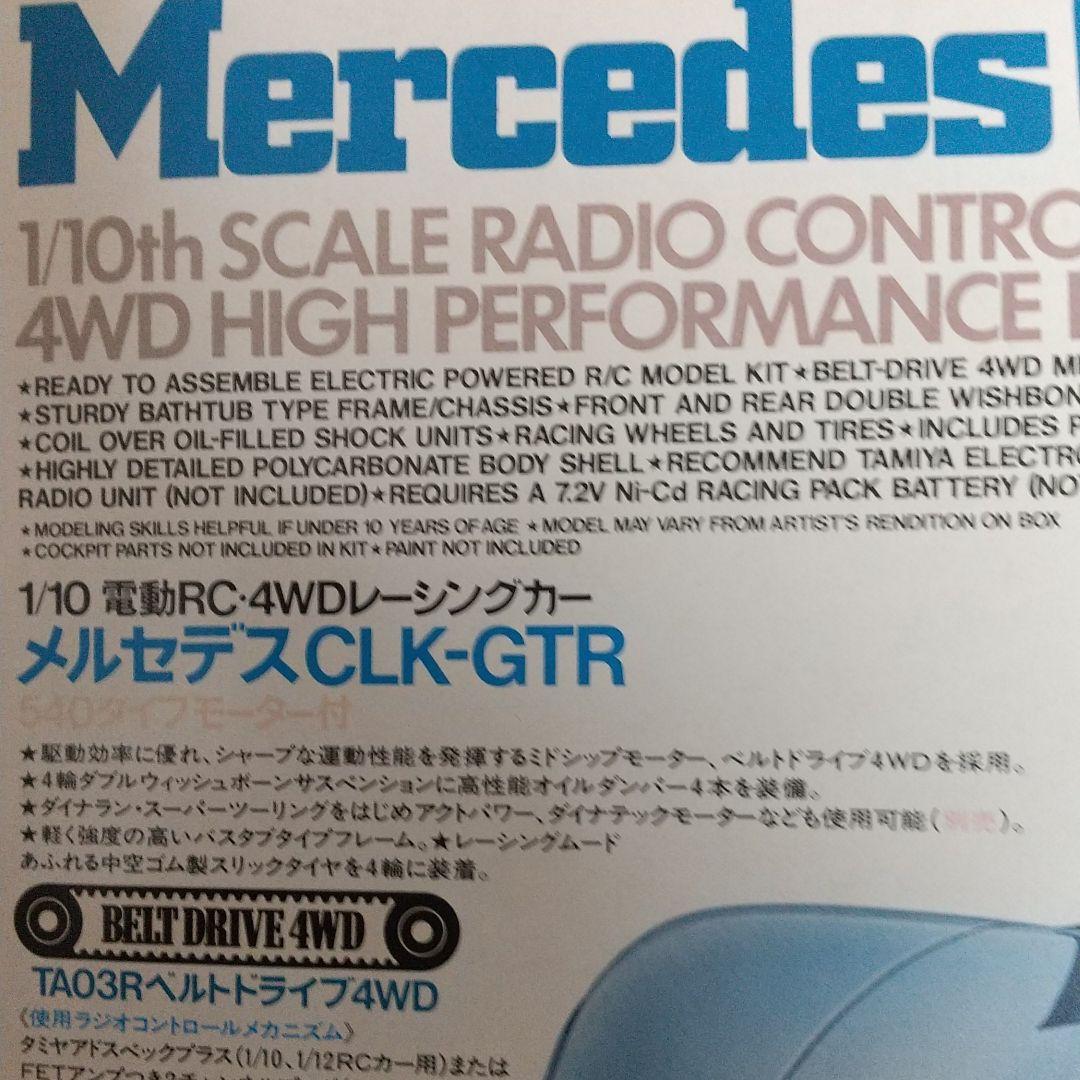 Mercedes
1/10th SCALE RADIO CONTRO
4WD HIGH PERFORMANCE
★READY TO ASSEMBLE ELECTRIC POWERED R/C MODEL KIT★BELT-DRIVE 4WD
★STURDY BATHTUB TYPE FRAME/CHASSIS★FRONT AND REAR DOUBLE WISHBON
★COIL OVER OIL-FILLED SHOCK UNITS★RACING WHEELS AND TIRES★INCLUDES
★HIGHLY DETAILED POLYCARBONATE BODY SHELL★RECOMMEND TAMIYA ELECTR
RADIO UNIT (NOT INCLUDED)★REQUIRES A 7.2V Ni-Cd RACING PACK BATTERY (NO
★MODELING SKILLS HELPFUL IF UNDER 10 YEARS OF AGE ★MODEL MAY VARY FROM ARTIST'S RENDITION ON BOX
★COCKPIT PARTS NOT INCLUDED IN KIT★PAINT NOT INCLUDED
1/10 電動RC·4WDレーシングカー
メルセデスCLK-GTR
540タイプモーター付
★駆動効率に優れ、シャープな運動性能を発揮するミドシップモーター、ベルトドライブ4WDを採用。
★4輪ダブルウィッシュボーンサスペンションに高性能オイルダンパー4本を装備。
★ダイナラン・スーパーツーリングをはじめアクトパワー、ダイナテックモーターなども使用可能(別売)。
★軽く強度の高いバスタブタイプフレーム。★レーシングムード
あふれる中空ゴム製スリックタイヤを4輪に装着。
BELT DRIVE 4WD
TA03Rベルトドライブ4WD
《使用ラジオコントロールメカニズム》
タミヤアドスペックプラス(1/10、1/12RCカー用)または
FETアンプつき2チャンネル